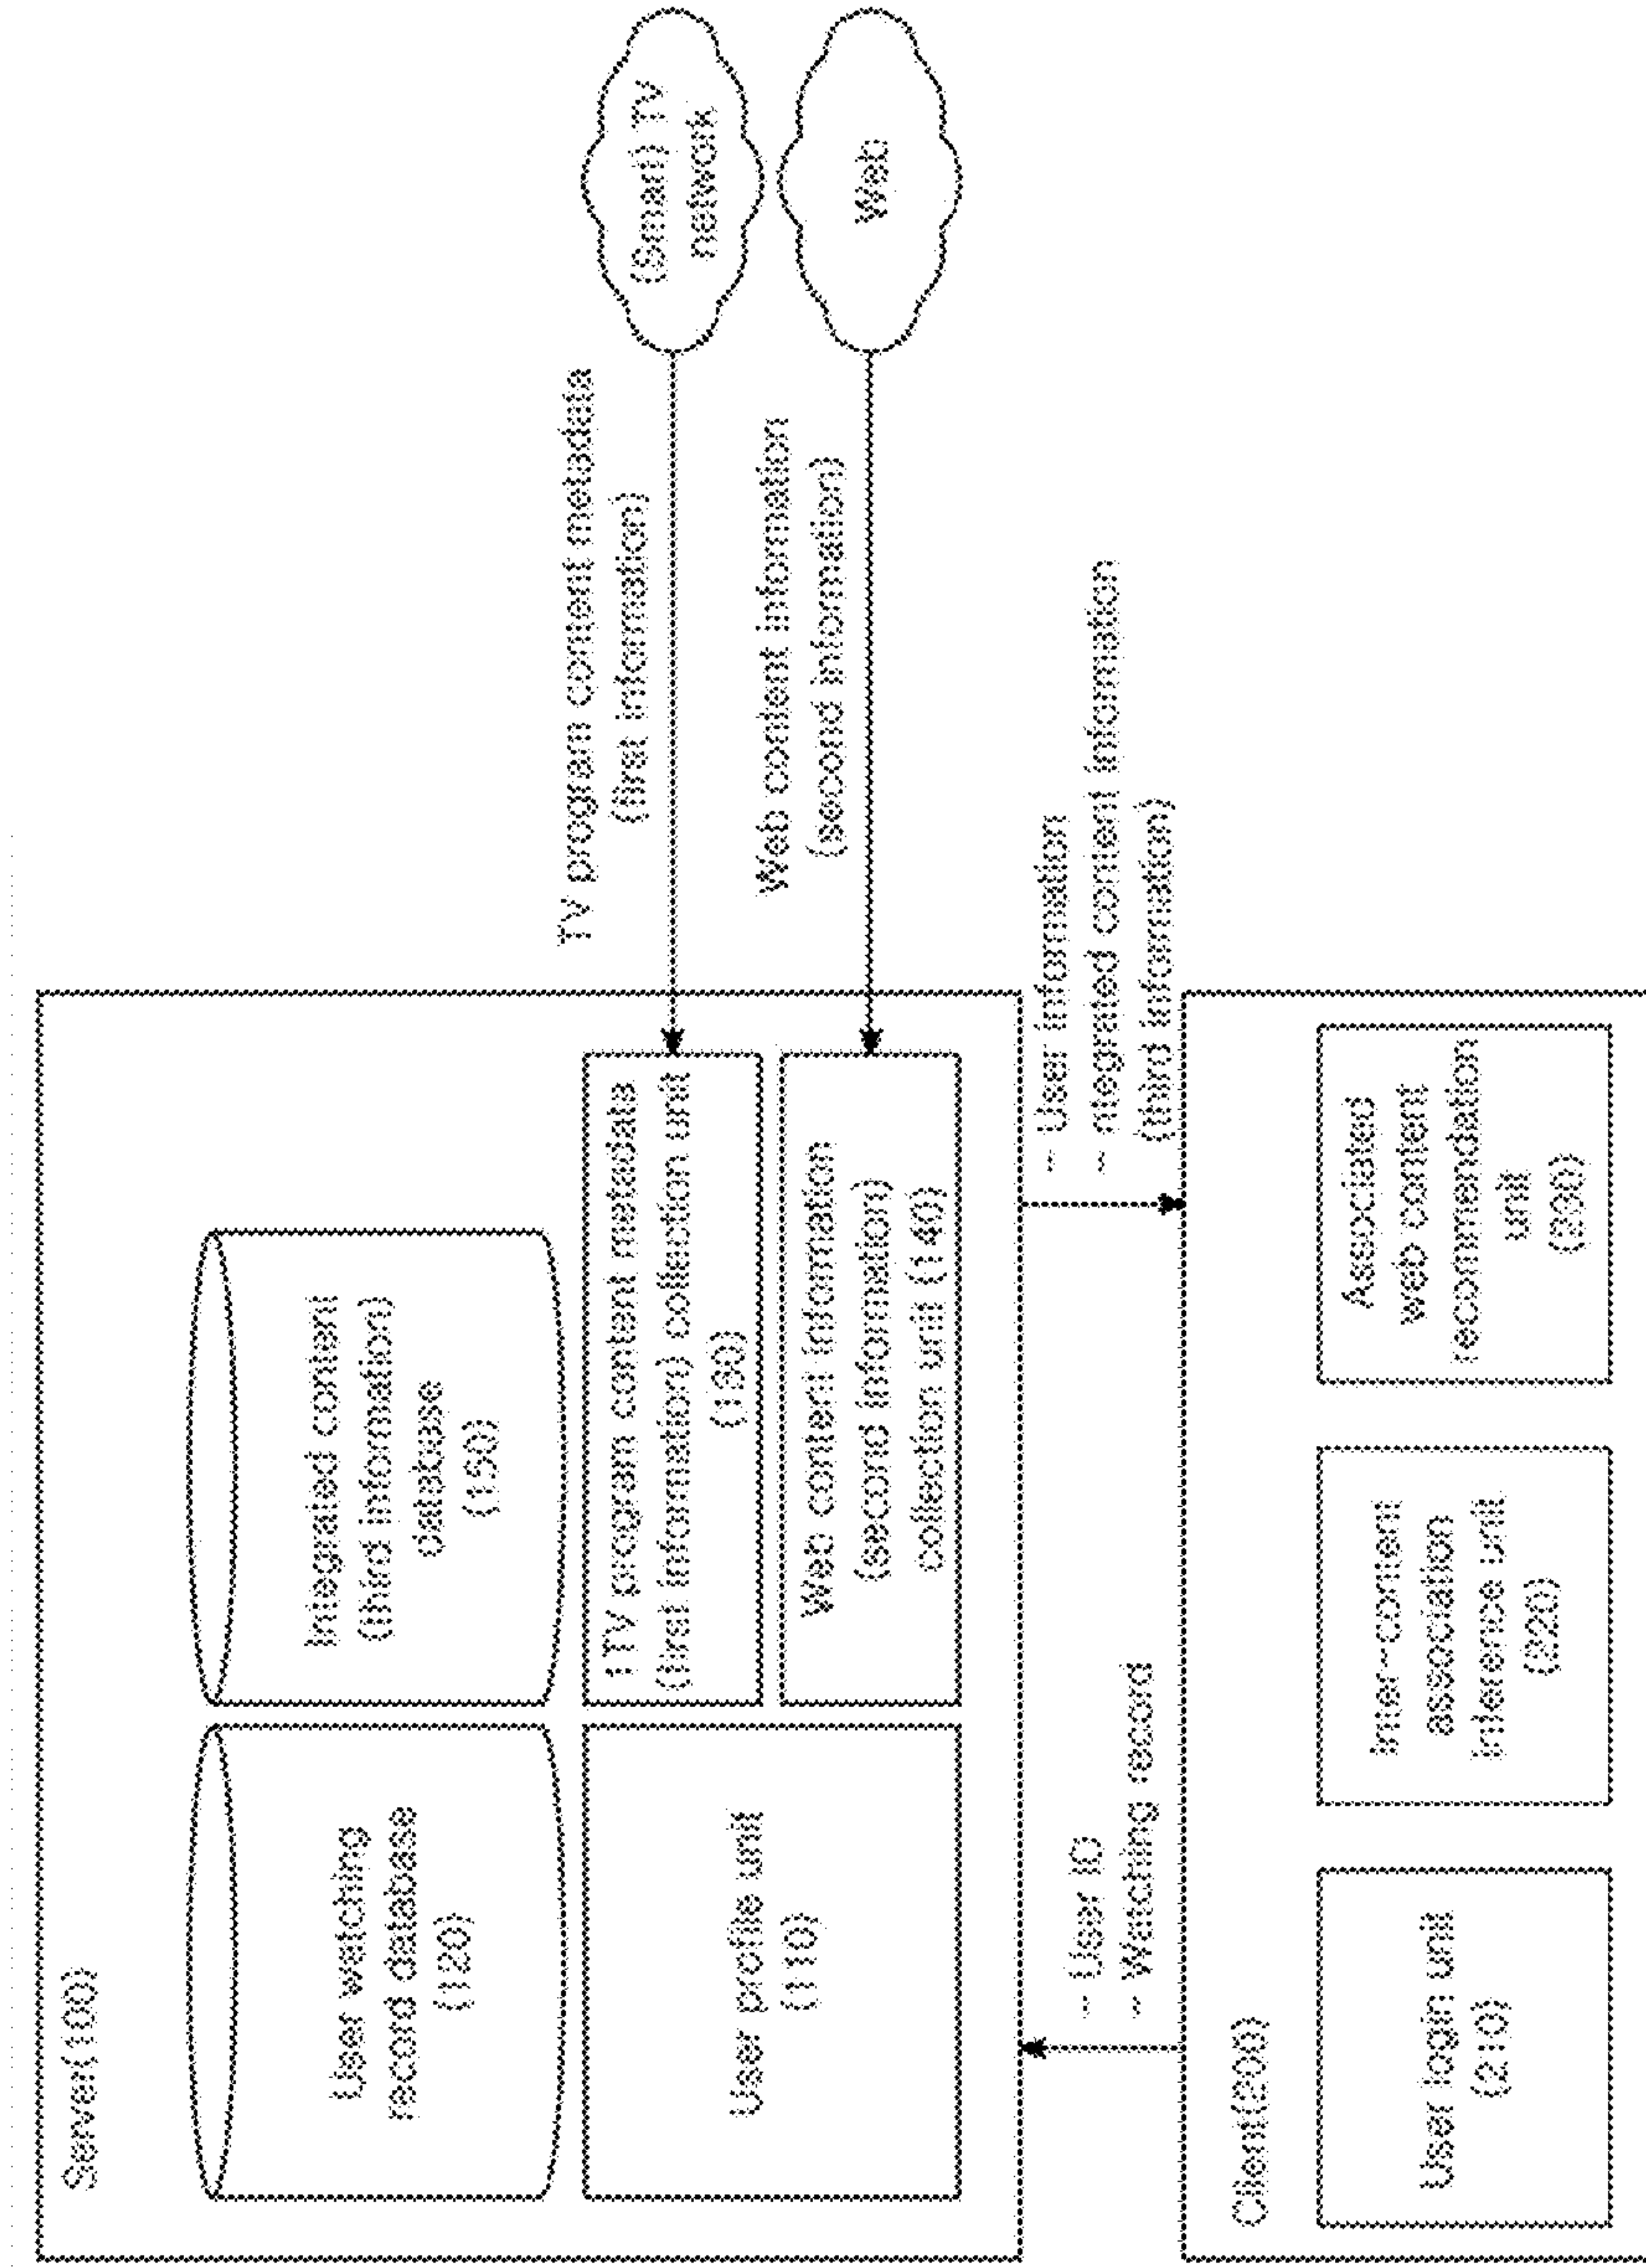 Server(100)
User watching
record database
(120)
Integrated content
(third information)
database
(150)
User profile unit
(110)
TV program content metadata
(first information) collection unit
(130)
Web content information
(second information)
collection unit (140)
TV program content metadata
(first information)
(Smart) TV
network
Web content information
(second information)
Web
- User ID
- Watching record
- User information
- Integrated content information
(third information)
Client(200)
User login unit
(210)
Inter-content
association
inference unit
(220)
Associated
web content
recommendation
unit
(230)